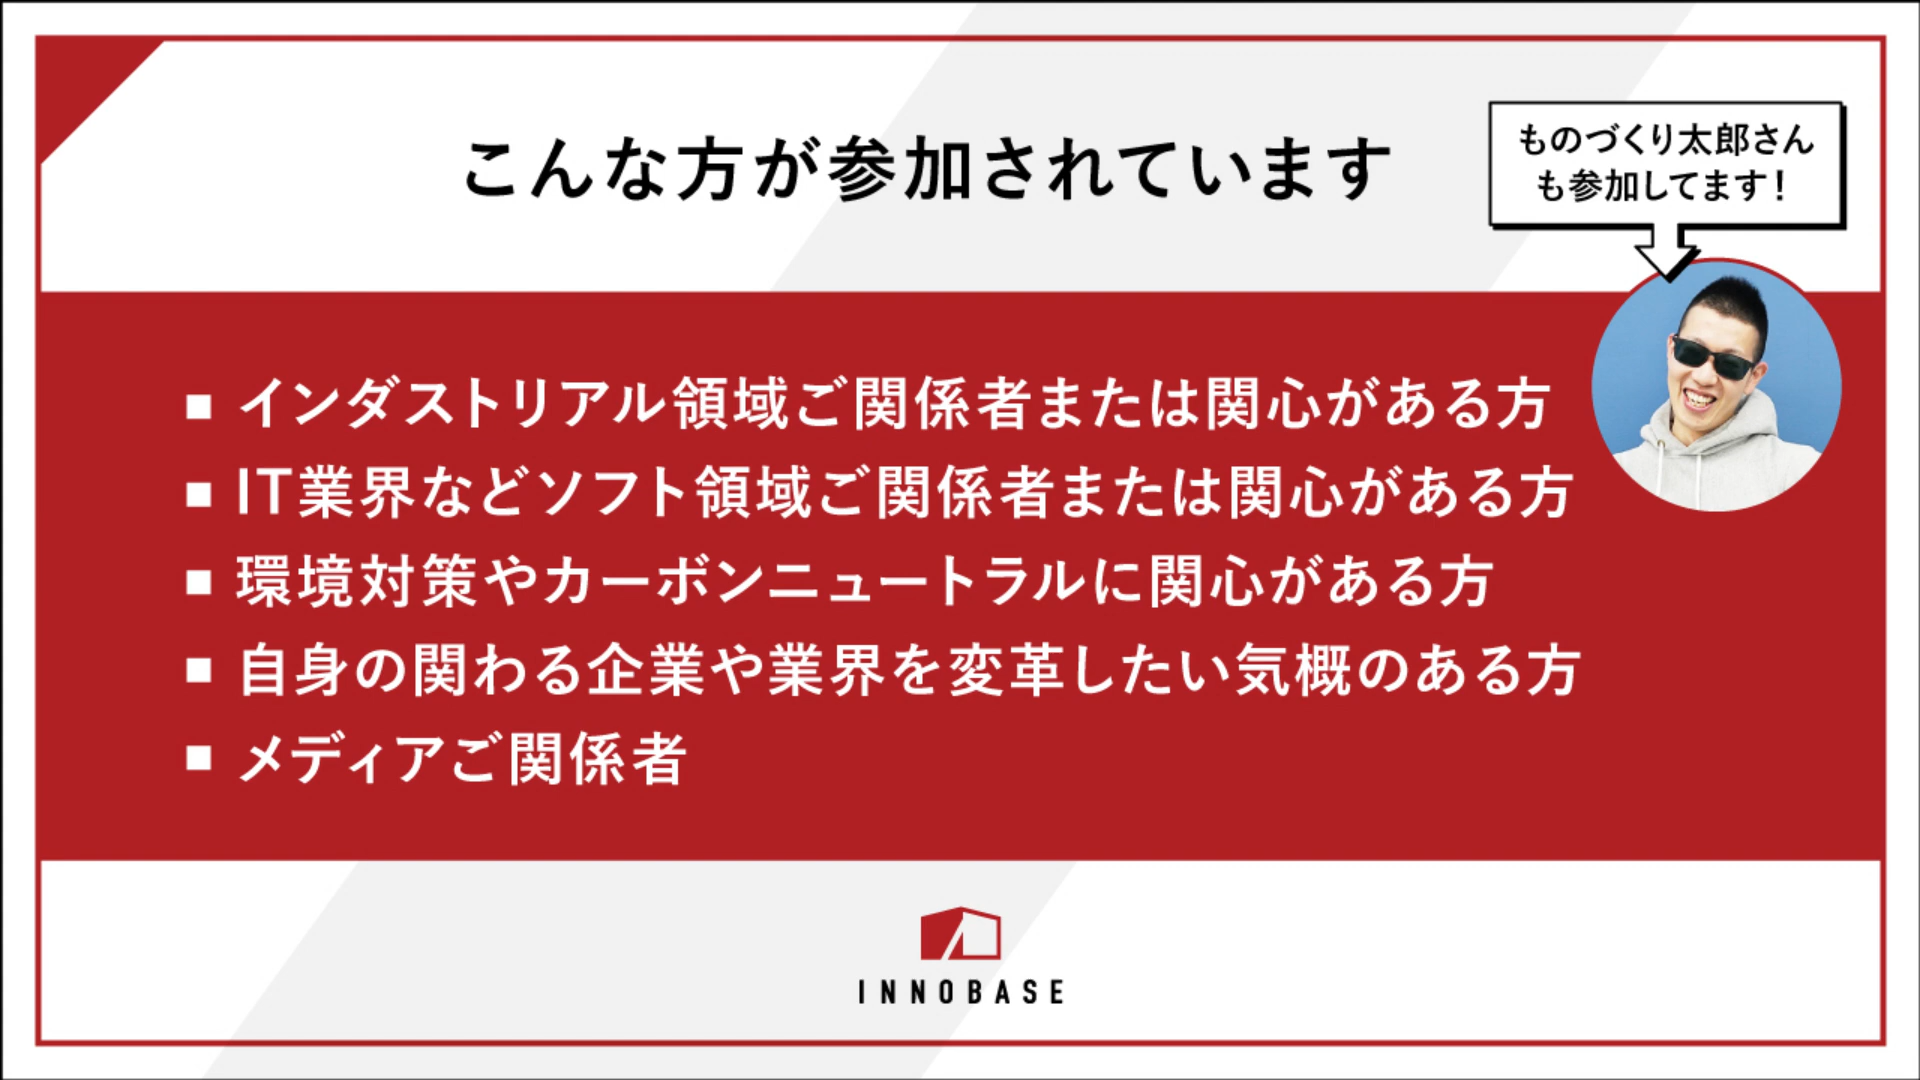 こんな方が参加されています
ものづくり太郎さん
も参加してます!
■ インダストリアル領域ご関係者または関心がある方
■ IT業界などソフト領域ご関係者または関心がある方
■ 環境対策やカーボンニュートラルに関心がある方
■ 自身の関わる企業や業界を変革したい気概のある方
■ メディアご関係者
INNOBASE